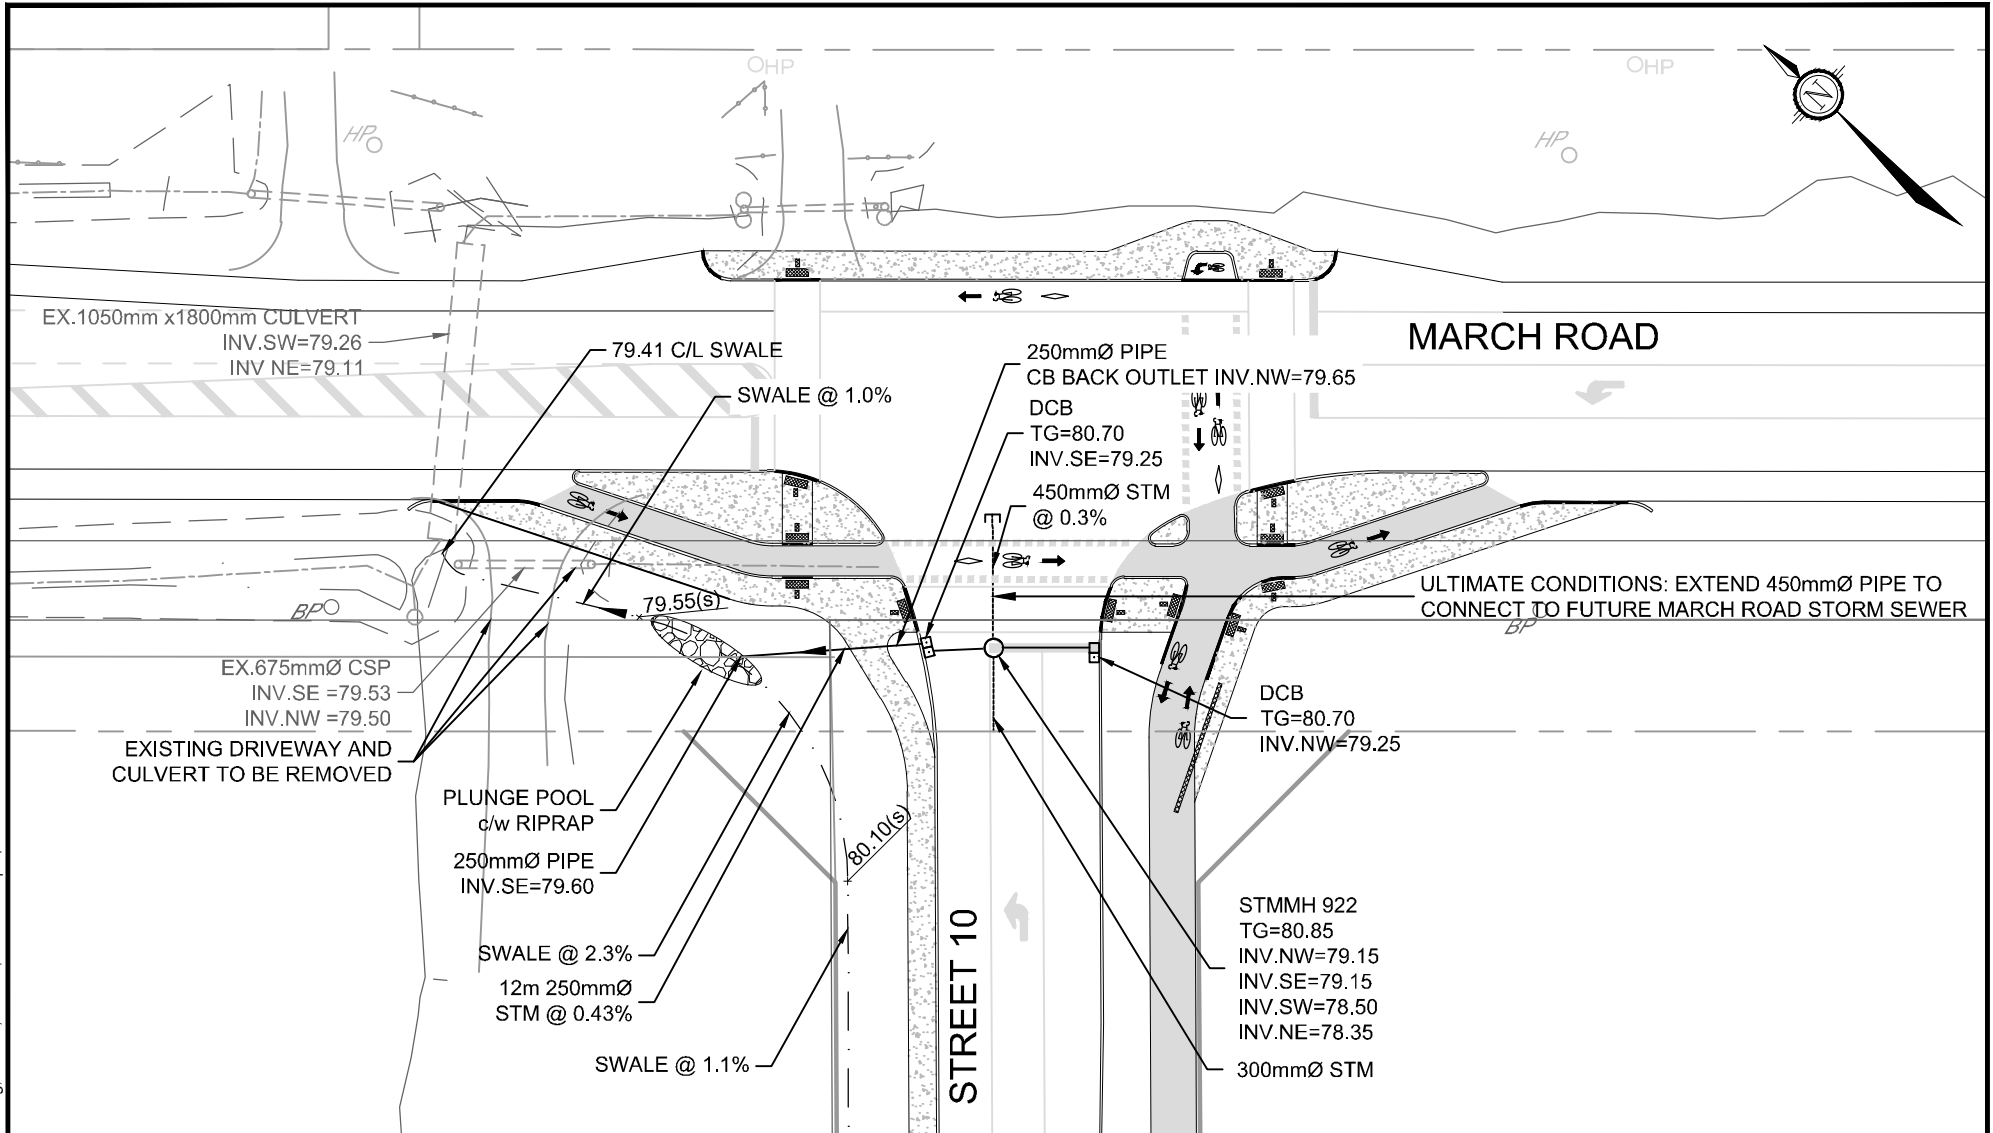 HP
HP
HP
HP
N
EX.1050mm x1800mm CULVERT
INV.SW=79.26
INV NE=79.11
79.41 C/L SWALE
SWALE @ 1.0%
250mmØ PIPE
CB BACK OUTLET INV.NW=79.65
DCB
TG=80.70
INV.SE=79.25
450mmØ STM
@ 0.3%
MARCH ROAD
ULTIMATE CONDITIONS: EXTEND 450mmØ PIPE TO
CONNECT TO FUTURE MARCH ROAD STORM SEWER
BP
BP
79.55(s)
EX.675mmØ CSP
INV.SE =79.53
INV.NW =79.50
EXISTING DRIVEWAY AND
CULVERT TO BE REMOVED
DCB
TG=80.70
INV.NW=79.25
PLUNGE POOL
c/w RIPRAP
250mmØ PIPE
INV.SE=79.60
80.10(s)
SWALE @ 2.3%
12m 250mmØ
STM @ 0.43%
SWALE @ 1.1%
STREET 10
STMMH 922
TG=80.85
INV.NW=79.15
INV.SE=79.15
INV.SW=78.50
INV.NE=78.35
300mmØ STM